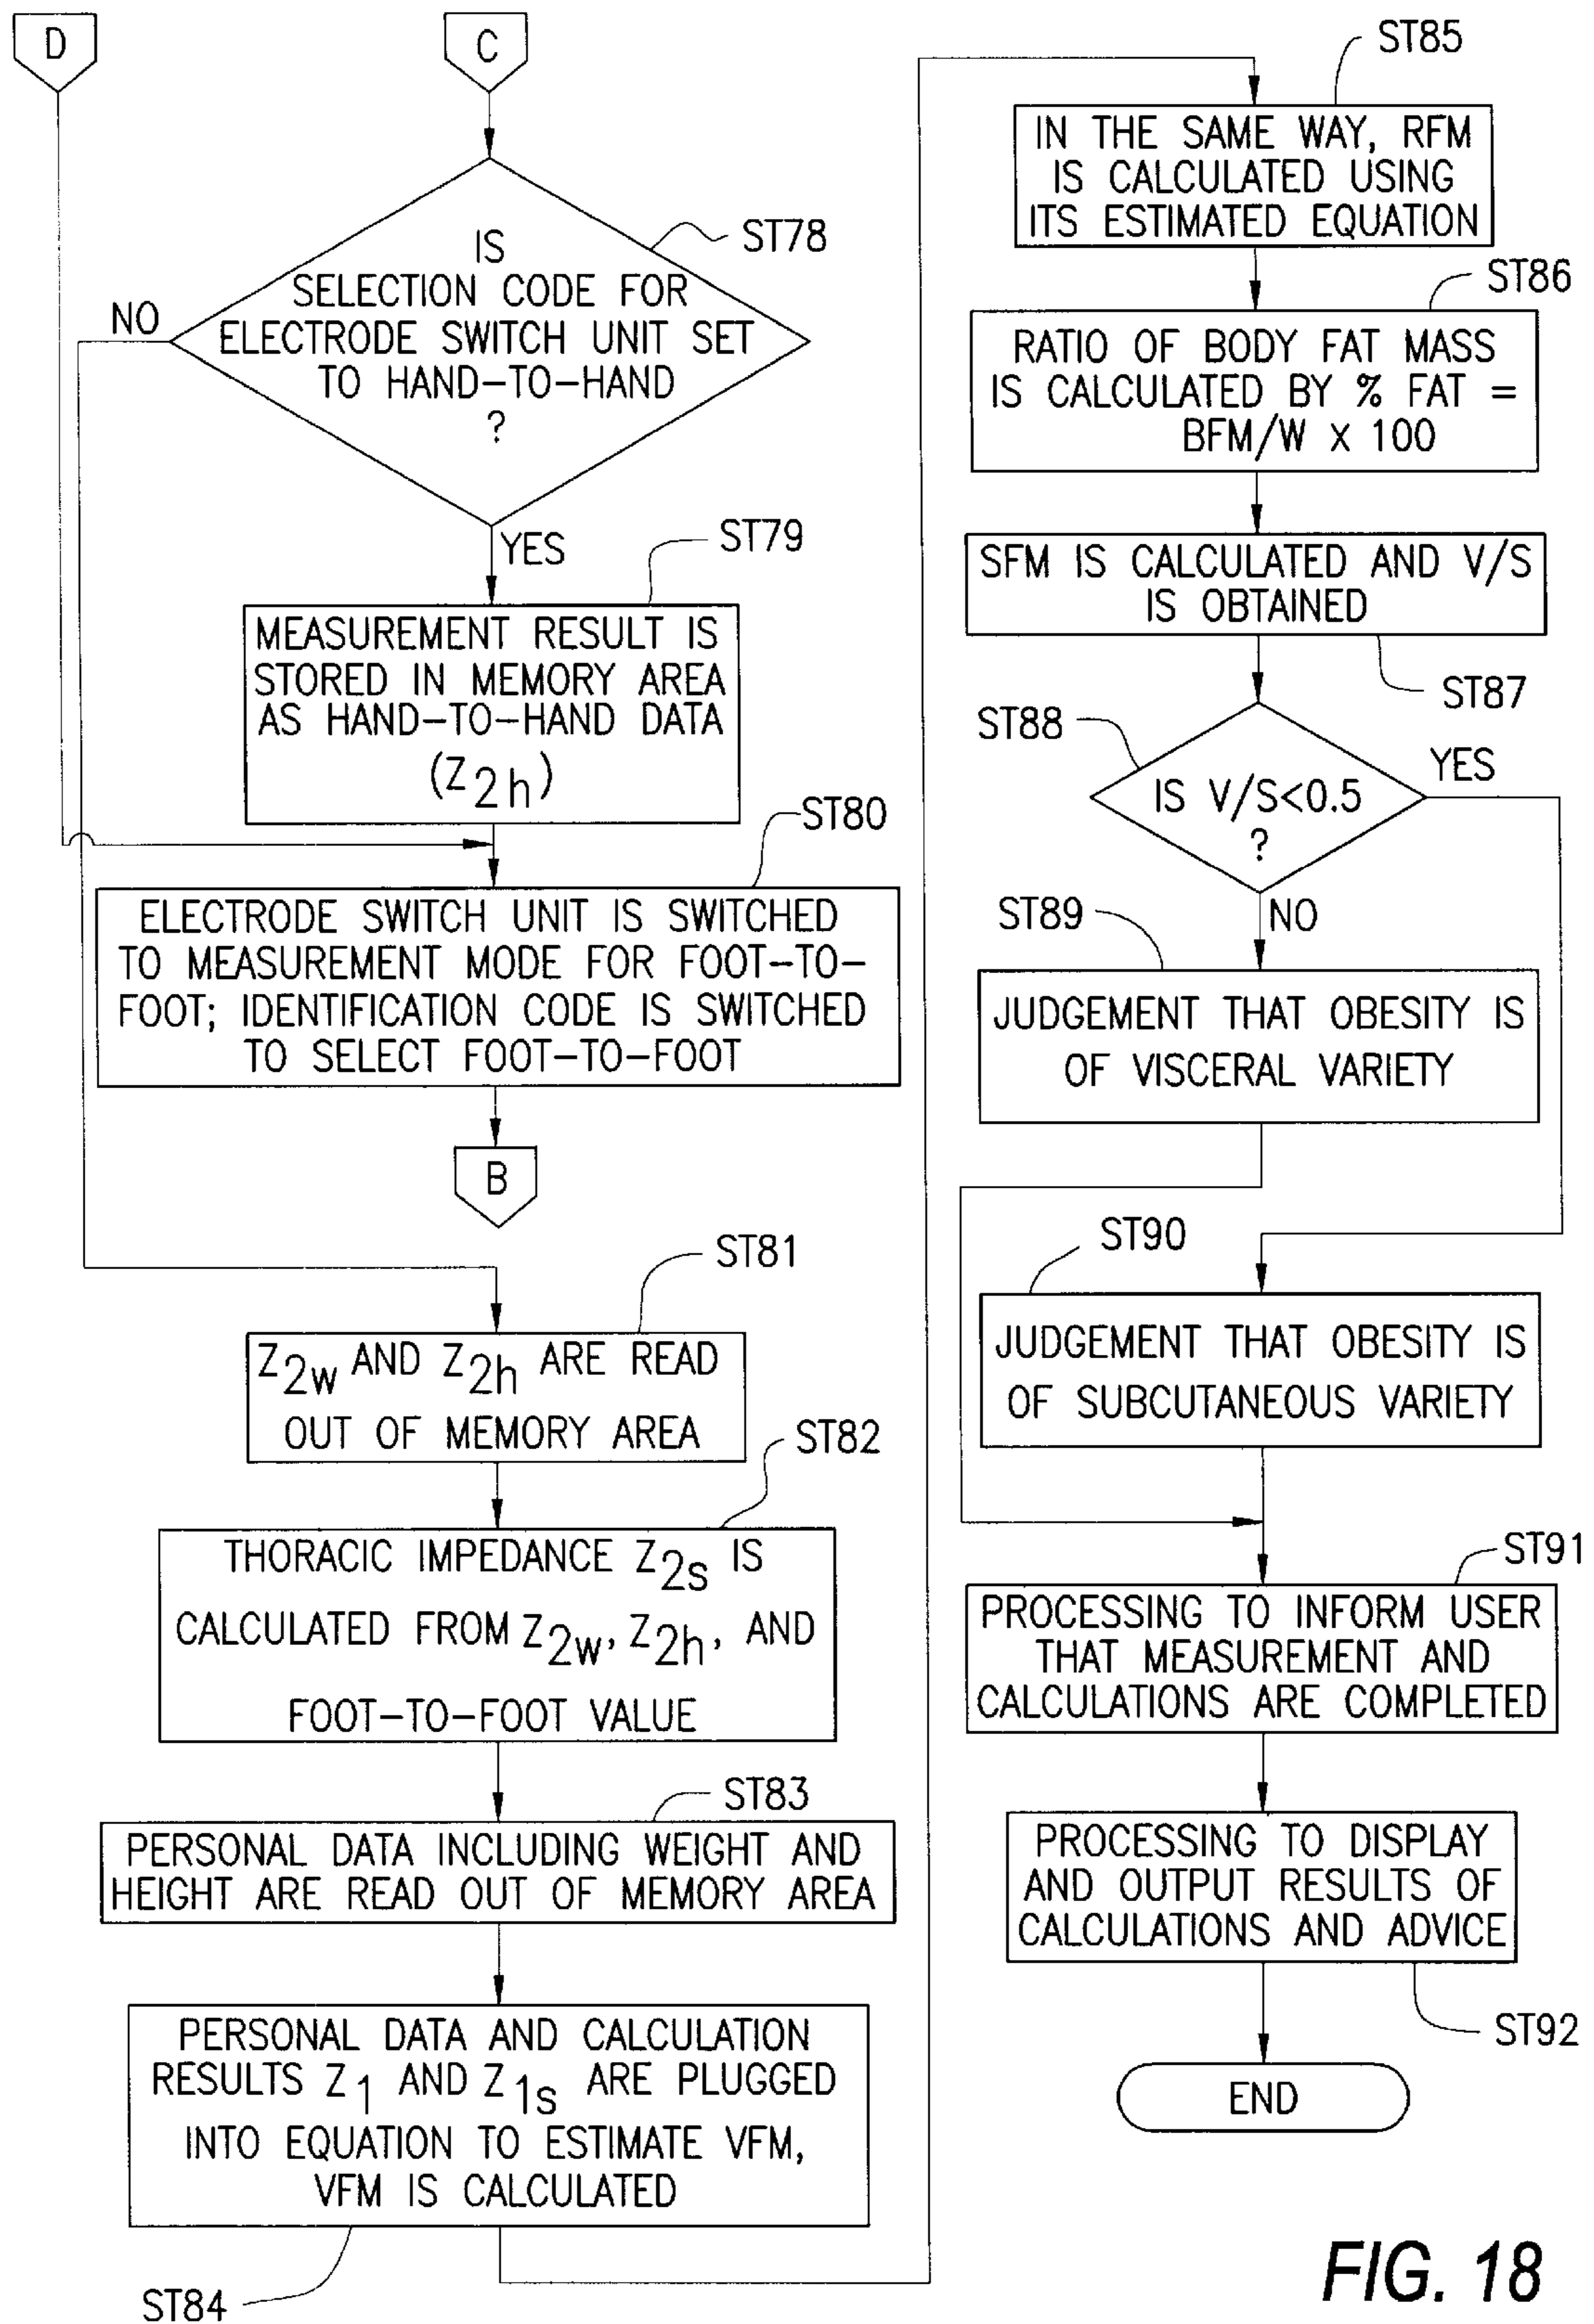 D
C
IS
SELECTION CODE FOR
ELECTRODE SWITCH UNIT SET
TO HAND-TO-HAND
?
ST78
NO
YES
ST79
MEASUREMENT RESULT IS
STORED IN MEMORY AREA
AS HAND-TO-HAND DATA
(Z2h)
ST80
ELECTRODE SWITCH UNIT IS SWITCHED
TO MEASUREMENT MODE FOR FOOT-TO-
FOOT; IDENTIFICATION CODE IS SWITCHED
TO SELECT FOOT-TO-FOOT
B
ST81
Z2w AND Z2h ARE READ
OUT OF MEMORY AREA
ST82
THORACIC IMPEDANCE Z2s IS
CALCULATED FROM Z2w, Z2h, AND
FOOT-TO-FOOT VALUE
ST83
PERSONAL DATA INCLUDING WEIGHT AND
HEIGHT ARE READ OUT OF MEMORY AREA
PERSONAL DATA AND CALCULATION
RESULTS Z1 AND Z1s ARE PLUGGED
INTO EQUATION TO ESTIMATE VFM,
VFM IS CALCULATED
ST84
ST85
IN THE SAME WAY, RFM
IS CALCULATED USING
ITS ESTIMATED EQUATION
ST86
RATIO OF BODY FAT MASS
IS CALCULATED BY % FAT =
BFM/W X 100
SFM IS CALCULATED AND V/S
IS OBTAINED
ST87
ST88
IS V/S<0.5
?
YES
NO
ST89
JUDGEMENT THAT OBESITY IS
OF VISCERAL VARIETY
ST90
JUDGEMENT THAT OBESITY IS
OF SUBCUTANEOUS VARIETY
ST91
PROCESSING TO INFORM USER
THAT MEASUREMENT AND
CALCULATIONS ARE COMPLETED
PROCESSING TO DISPLAY
AND OUTPUT RESULTS OF
CALCULATIONS AND ADVICE
ST92
END
FIG. 18